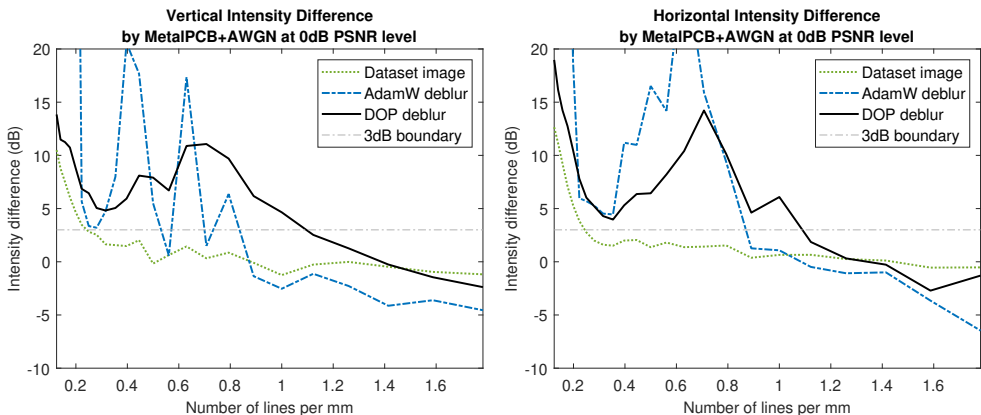 Vertical Intensity Difference
by MetalPCB+AWGN at 0dB PSNR level
20
15
10
5
0
-5
-10
Intensity difference (dB)
Dataset image
AdamW deblur
DOP deblur
3dB boundary
0.2
0.4
0.6
0.8
1
1.2
1.4
1.6
Number of lines per mm
Horizontal Intensity Difference
by MetalPCB+AWGN at 0dB PSNR level
20
15
10
5
0
-5
-10
Intensity difference (dB)
Dataset image
AdamW deblur
DOP deblur
3dB boundary
0.2
0.4
0.6
0.8
1
1.2
1.4
1.6
Number of lines per mm